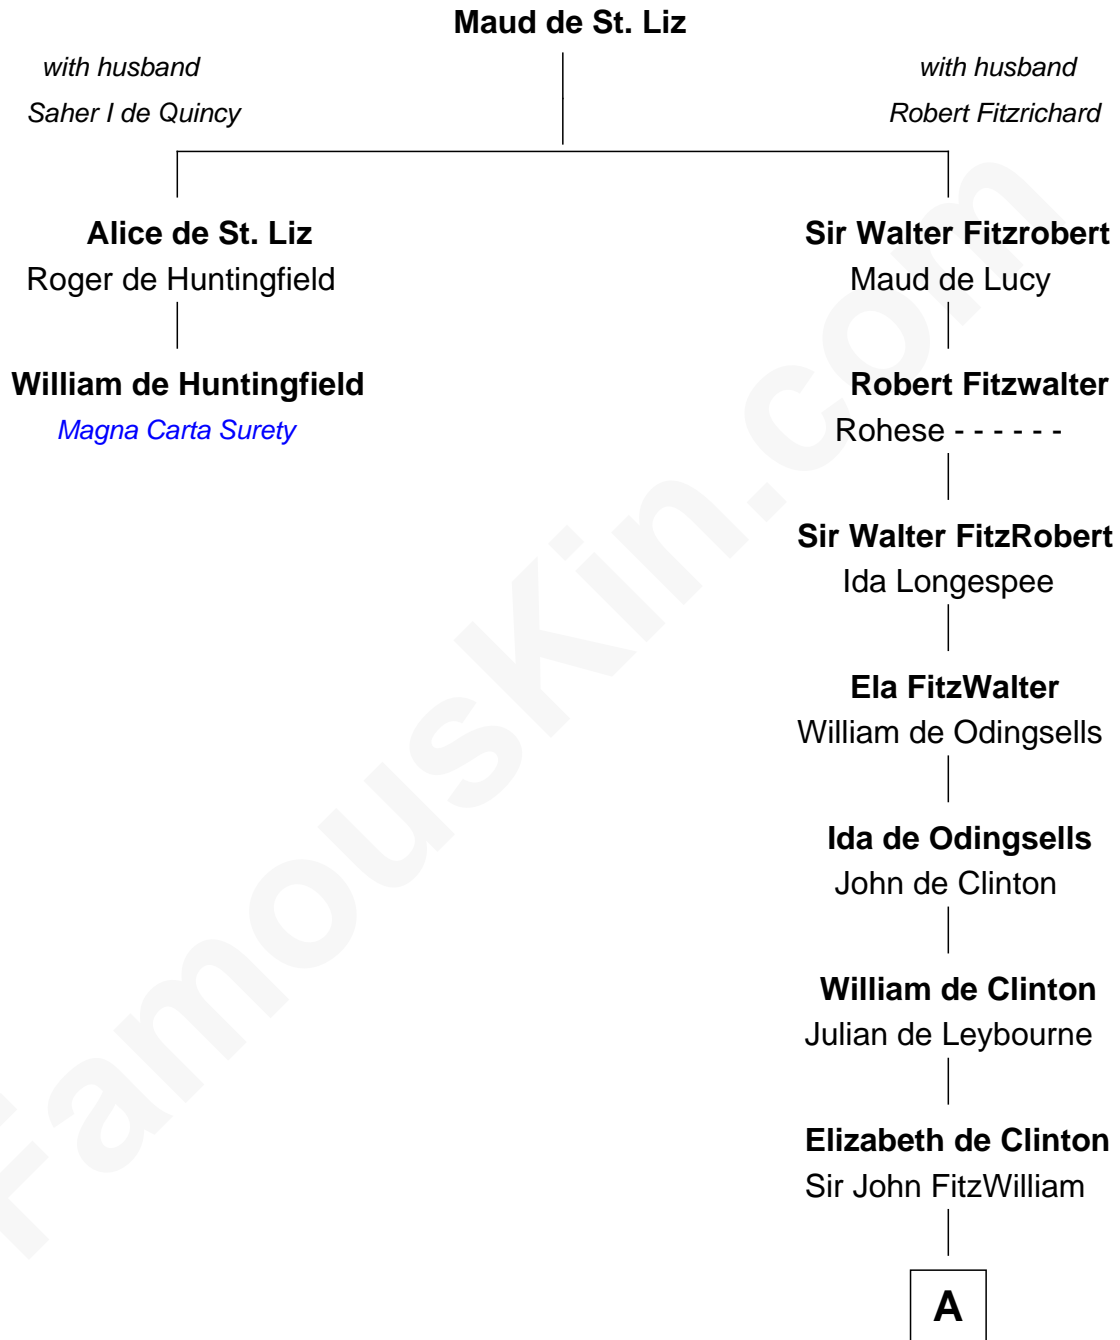 Maud de St. Liz
with husband
Saher I de Quincy
with husband
Robert Fitzrichard
Alice de St. Liz
Roger de Huntingfield
William de Huntingfield
Magna Carta Surety
Sir Walter Fitzrobert
Maud de Lucy
Robert Fitzwalter
Rohese - - - - - -
Sir Walter FitzRobert
Ida Longespee
Ela FitzWalter
William de Odingsells
Ida de Odingsells
John de Clinton
William de Clinton
Julian de Leybourne
Elizabeth de Clinton
Sir John FitzWilliam
A
FamousKin.com